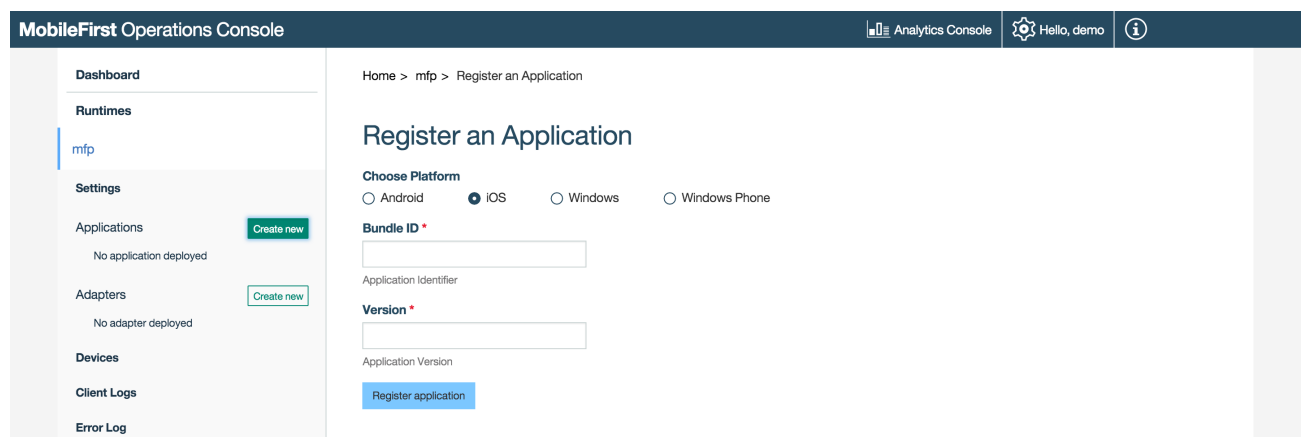 MobileFirst Operations Console
Analytics Console
Hello, demo
Dashboard
Runtimes
mfp
Settings
Applications
Create new
No application deployed
Adapters
Create new
No adapter deployed
Devices
Client Logs
Error Log
Home > mfp > Register an Application
Register an Application
Choose Platform
Android iOS Windows Windows Phone
Bundle ID *
Application Identifier
Version *
Application Version
Register application